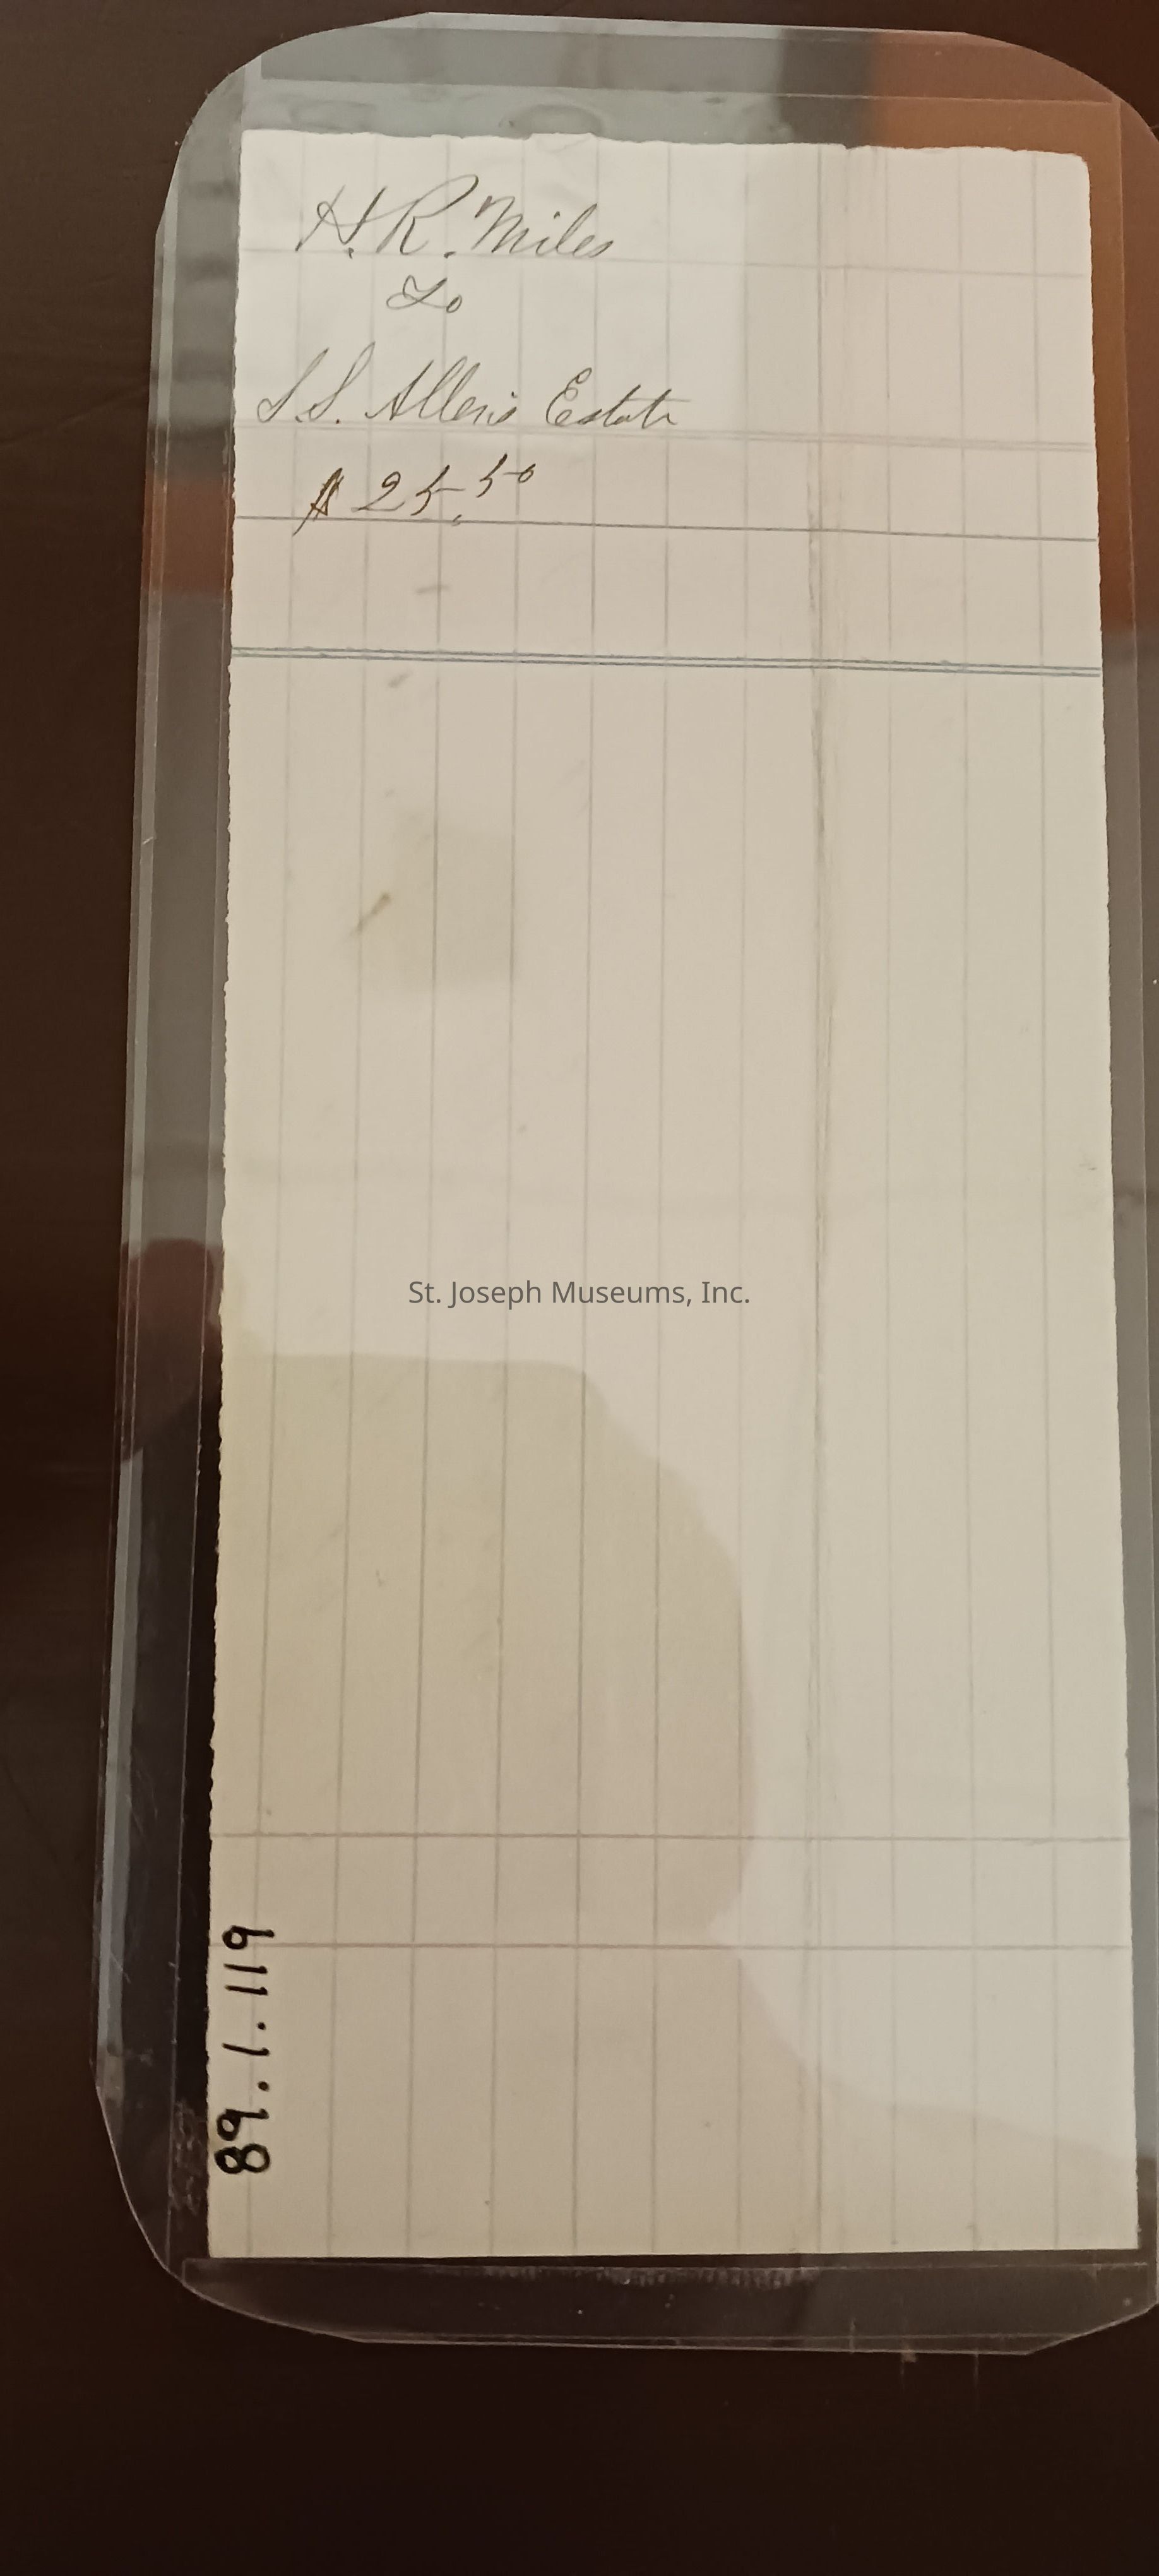 H. R. Miles
To
S. S. Allen's Estate
$ 25.50
St. Joseph Museums, Inc.
89.1.119